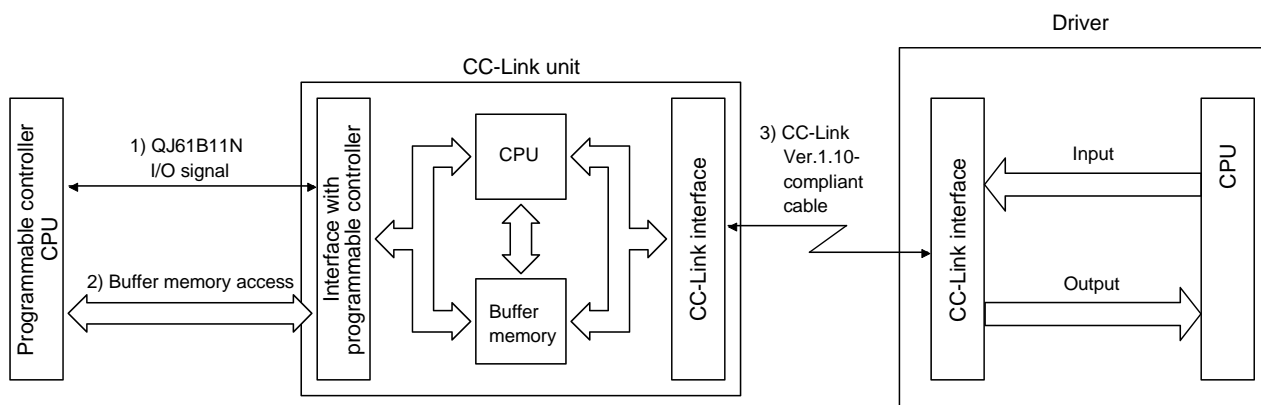 Driver
CC-Link unit
Programmable controller
CPU
1) QJ61B11N
I/O signal
2) Buffer memory access
Interface with
programmable controller
CPU
Buffer
memory
CC-Link interface
3) CC-Link
Ver.1.10-
compliant
cable
CC-Link interface
Input
Output
CPU